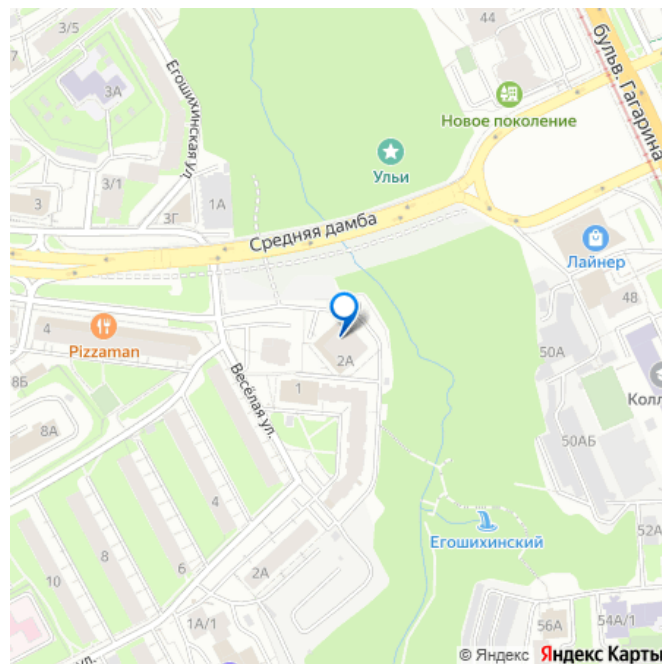 3/5
44
бульв. Гагарина
7
3А
Егошихинская ул.
Новое поколение
Ульи
3/1
3
3Г
1А
Средняя дамба
Лайнер
48
4
Pizzaman
2А
50А
8Б
1
Весёлая ул.
Колл
8А
50АБ
4
8
6
Егошихинский
52А
10
2А
1А/1
56А
54А/1
ул.
© Яндекс Яндекс Карты